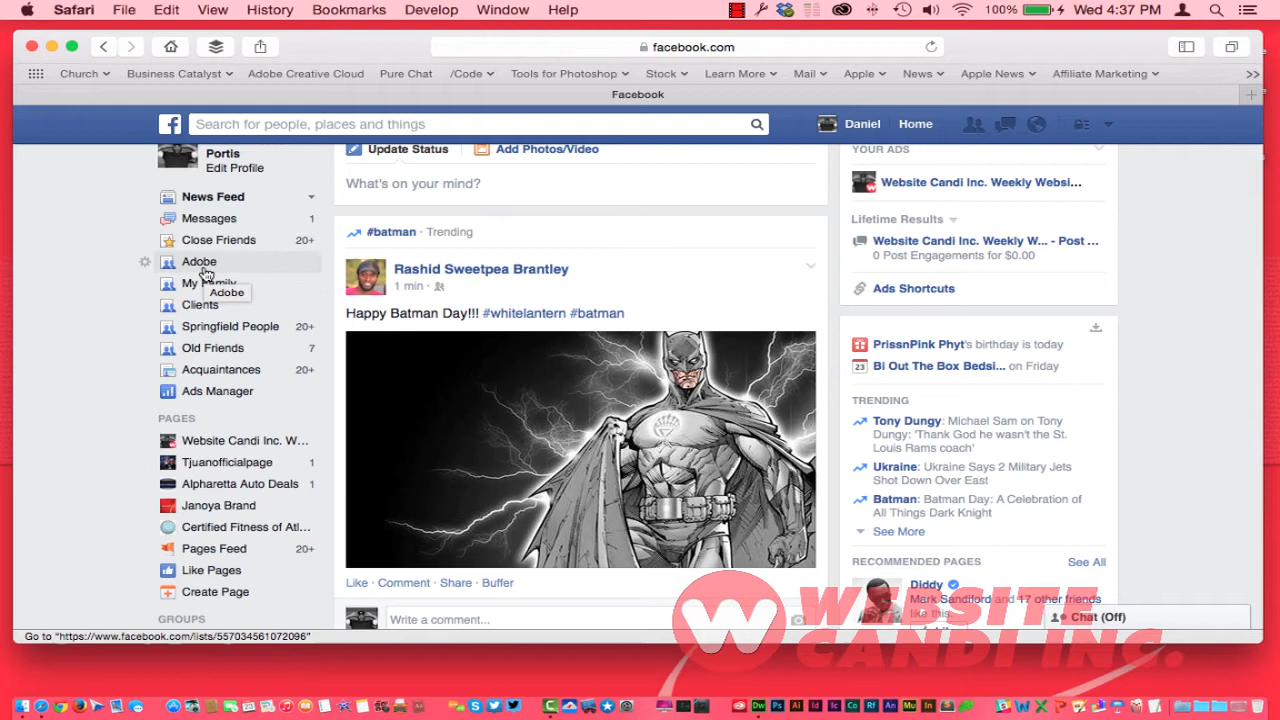 Safari File Edit View History Bookmarks Develop Window Help 100% Wed 4:37 PM
facebook.com
Church Business Catalyst Adobe Creative Cloud Pure Chat /Code Tools for Photoshop Stock Learn More Mail Apple News Apple News Affiliate Marketing >>
Facebook
f Search for people, places and things Daniel Home
Portis
Edit Profile
News Feed
Messages 1
Close Friends 20+
Adobe
My Family
Adobe
Clients
Springfield People 20+
Old Friends 7
Acquaintances 20+
Ads Manager
PAGES
Website Candi Inc. W...
Tjuanofficialpage 1
Alpharetta Auto Deals 1
Janoya Brand
Certified Fitness of Atl...
Pages Feed 20+
Like Pages
Create Page
GROUPS
Update Status Add Photos/Video
What's on your mind?
#batman · Trending
Rashid Sweetpea Brantley
1 min ·
Happy Batman Day!!! #whitelantern #batman
Like · Comment · Share · Buffer
Write a comment...
YOUR ADS
Website Candi Inc. Weekly Websi...
Lifetime Results
Website Candi Inc. Weekly W... - Post ...
0 Post Engagements for $0.00
Ads Shortcuts
PrissnPink Phyt's birthday is today
23 Bi Out The Box Bedsi... on Friday
TRENDING
Tony Dungy: Michael Sam on Tony
Dungy: 'Thank God he wasn't the St.
Louis Rams coach'
Ukraine: Ukraine Says 2 Military Jets
Shot Down Over East
Batman: Batman Day: A Celebration of
All Things Dark Knight
See More
RECOMMENDED PAGES See All
Diddy
Mark Sandiford and 17 other friends
like this.
Chat (Off)
Go to "https://www.facebook.com/lists/557034561072096"
WEBSITE
CANDI INC.